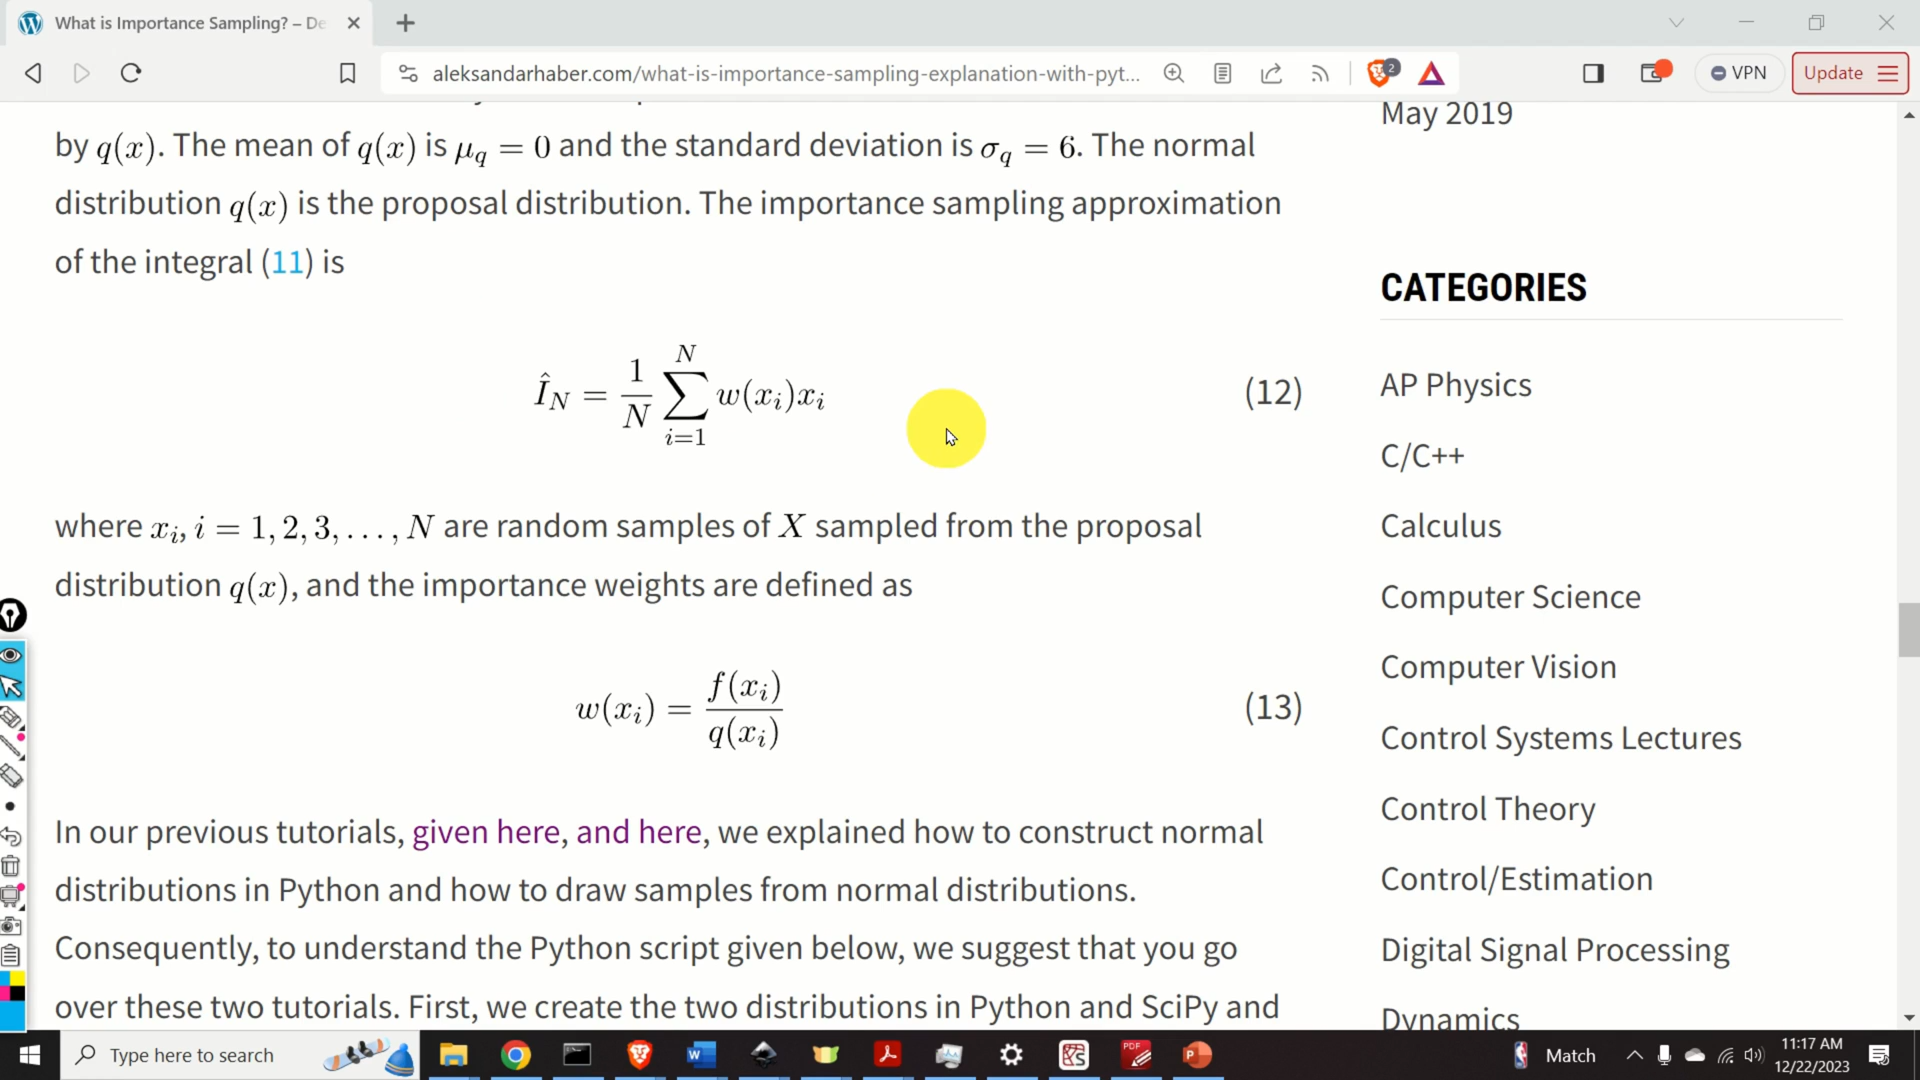 What is Importance Sampling? – De
aleksandarhaber.com/what-is-importance-sampling-explanation-with-pyt...
2
VPN
Update
by q(x). The mean of q(x) is μ_q = 0 and the standard deviation is σ_q = 6. The normal
distribution q(x) is the proposal distribution. The importance sampling approximation
of the integral (11) is
Î_N = \frac{1}{N} \sum_{i=1}^{N} w(x_i)x_i (12)
where x_i, i = 1, 2, 3, . . . , N are random samples of X sampled from the proposal
distribution q(x), and the importance weights are defined as
w(x_i) = \frac{f(x_i)}{q(x_i)} (13)
In our previous tutorials, given here, and here, we explained how to construct normal
distributions in Python and how to draw samples from normal distributions.
Consequently, to understand the Python script given below, we suggest that you go
over these two tutorials. First, we create the two distributions in Python and SciPy and
May 2019
CATEGORIES
AP Physics
C/C++
Calculus
Computer Science
Computer Vision
Control Systems Lectures
Control Theory
Control/Estimation
Digital Signal Processing
Dynamics
Type here to search
PDF
Match
11:17 AM
12/22/2023